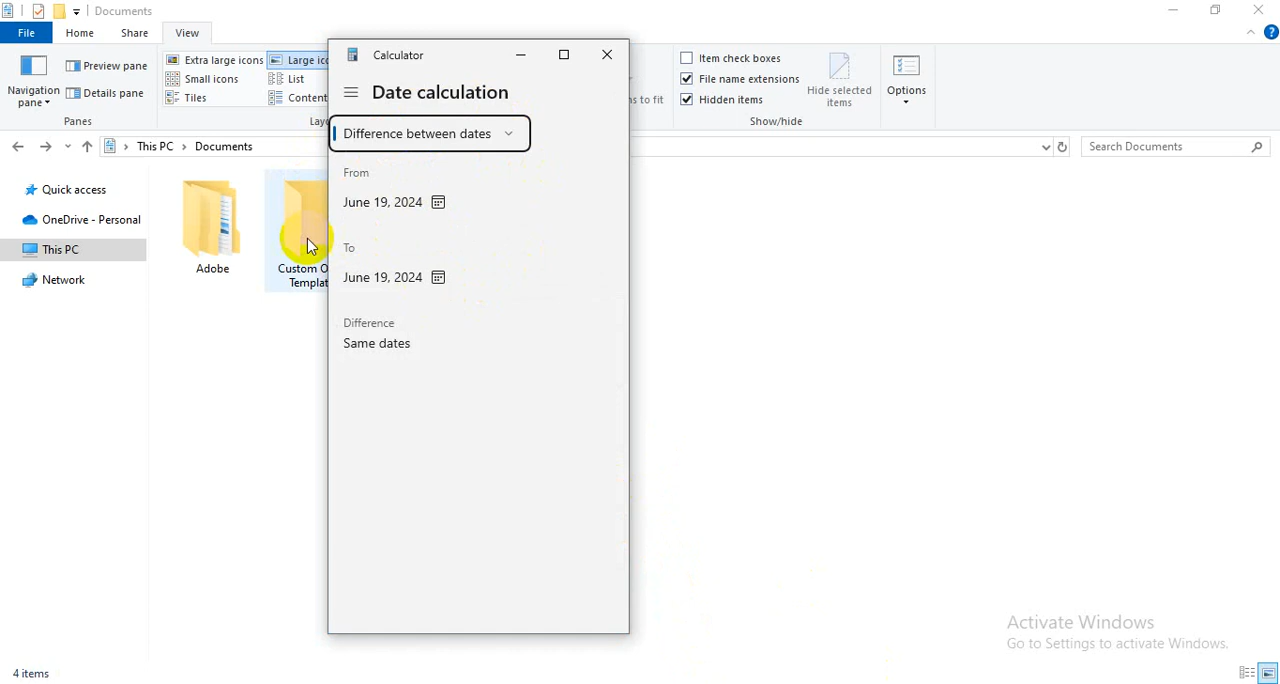 Documents
File Home Share View
Navigation pane
Preview pane
Details pane
Panes
Extra large icons
Small icons
Tiles
Large
List
Content
Calculator
Date calculation
Difference between dates
From
June 19, 2024
To
June 19, 2024
Difference
Same dates
to fit
Item check boxes
File name extensions
Hidden items
Hide selected
items
Options
Show/hide
This PC Documents
Search Documents
Quick access
OneDrive - Personal
This PC
Network
Adobe
Custom O
Templat
Activate Windows
Go to Settings to activate Windows.
4 items